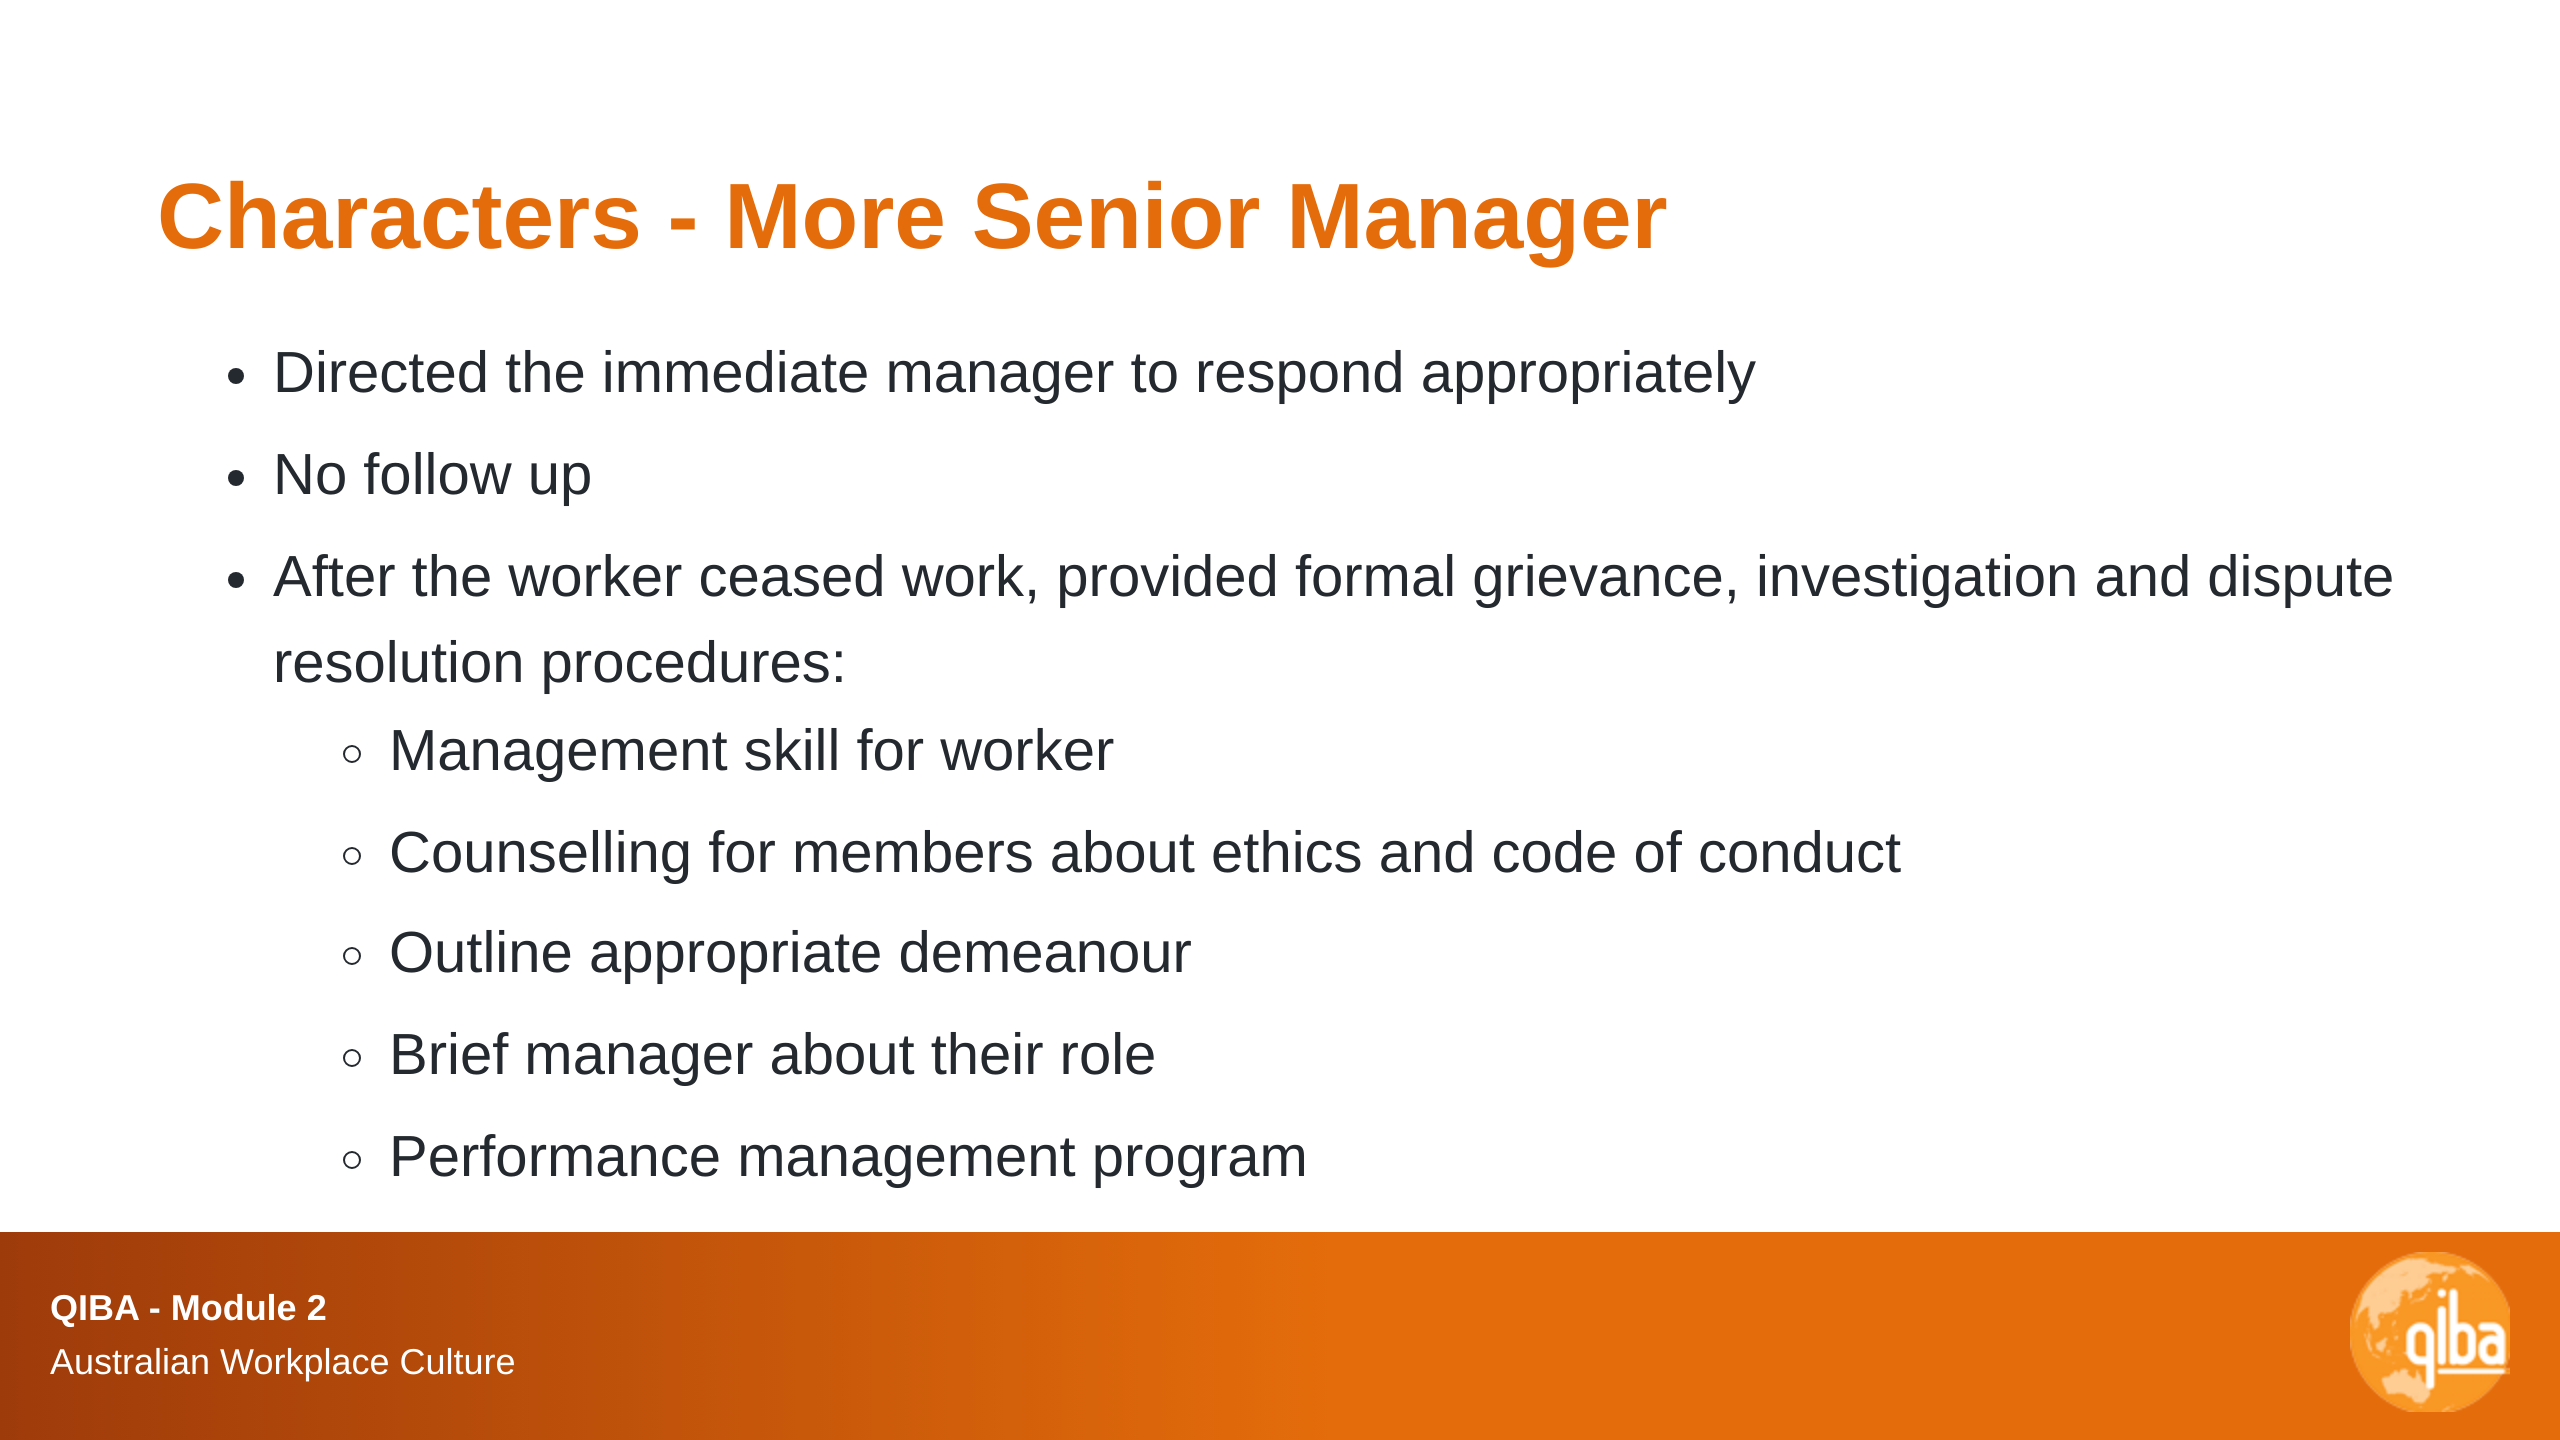 Characters - More Senior Manager
• Directed the immediate manager to respond appropriately
• No follow up
• After the worker ceased work, provided formal grievance, investigation and dispute
resolution procedures:
◦ Management skill for worker
◦ Counselling for members about ethics and code of conduct
◦ Outline appropriate demeanour
◦ Brief manager about their role
◦ Performance management program
QIBA - Module 2
Australian Workplace Culture
qiba